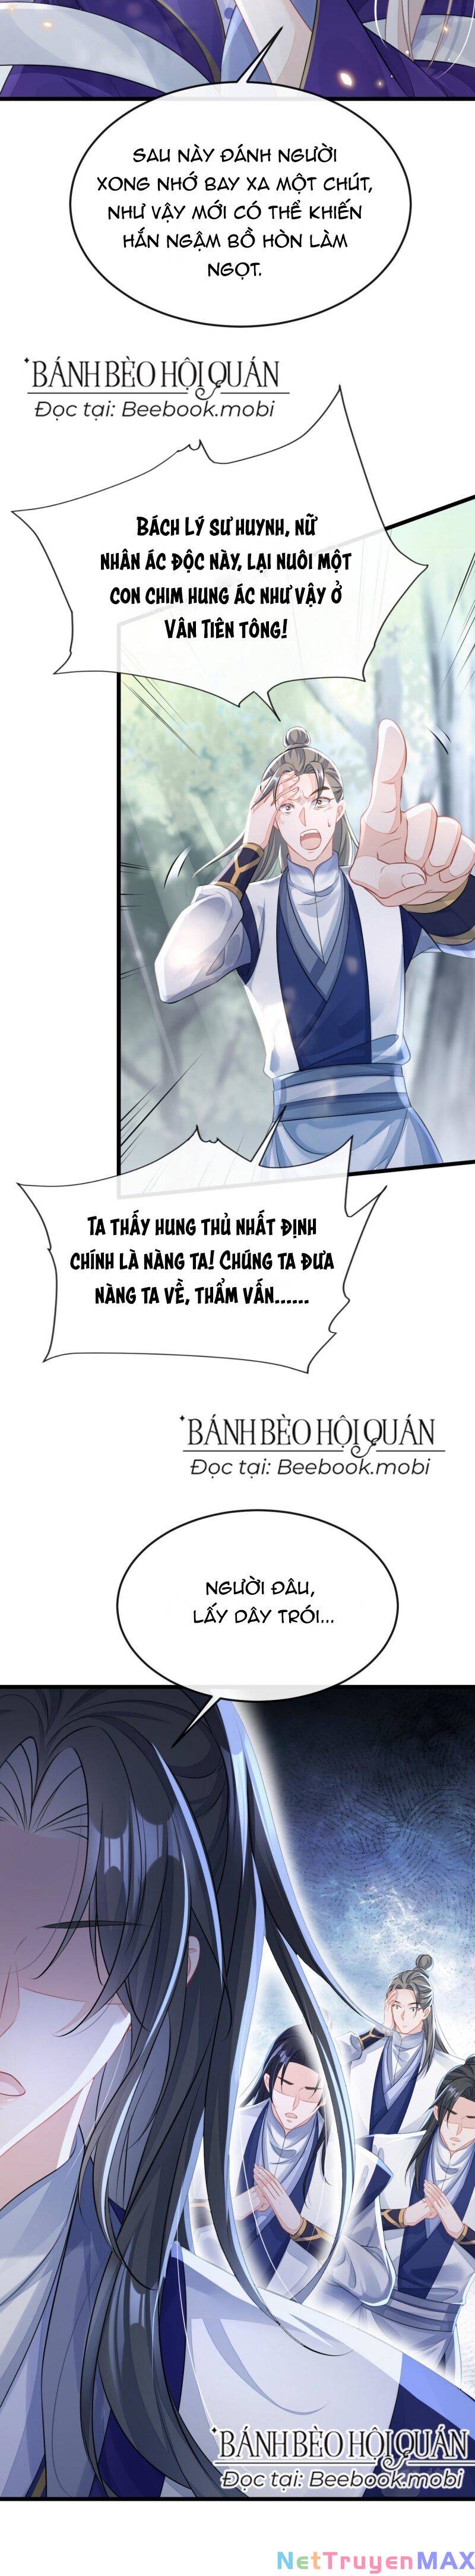 SAU NÀY ĐÁNH NGƯỜI
XONG NHỚ BAY XA MỘT CHÚT,
NHƯ VẬY MỚI CÓ THỂ KHIẾN
HẮN NGẬM BỒ HÒN LÀM
NGỌT.
BÁNH BÈO HỘI QUÁN
Đọc tại: Beebook.mobi
BÁCH LÝ SƯ HUYNH, NỮ
NHÂN ÁC ĐỘC NÀY, LẠI NUÔI MỘT
CON CHIM HUNG ÁC NHƯ VẬY Ở
VÂN TIÊN TÔNG!
TA THẤY HUNG THỦ NHẤT ĐỊNH
CHÍNH LÀ NÀNG TA! CHÚNG TA ĐƯA
NÀNG TA VỀ, THẨM VẤN......
BÁNH BÈO HỘI QUÁN
Đọc tại: Beebook.mobi
NGƯỜI ĐÂU,
LẤY DÂY TRÓI...
BÁNH BÈO HỘI QUÁN
Đọc tại: Beebook.mobi
NetTruyenMAX